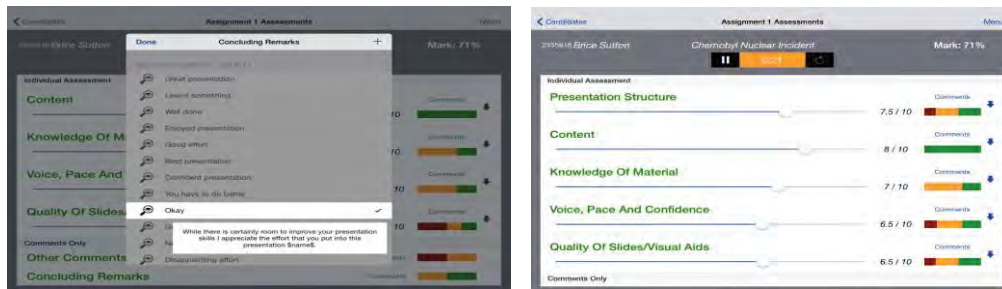 Candidates
Assignment 1 Assessments
Brice Sutton
Mark: 71%
Done
Concluding Remarks
+
Individual Assessment
Great presentation
Learnt something
Well done
Enjoyed presentation
Good effort
Best presentation
Confident presentation
You have to do better
Okay
While there is certainly room to improve your presentation
skills I appreciate the effort that you put into this
presentation $name$.
Disappointing effort
Content
Knowledge Of M
Voice, Pace And
Quality Of Slides
Comments Only
Other Comments
Concluding Remarks
Candidates
Assignment 1 Assessments
Menu
Brice Sutton
Chernobyl Nuclear Incident
Mark: 71%
Individual Assessment
Presentation Structure
7.5 / 10
Comments
Content
8 / 10
Comments
Knowledge Of Material
7 / 10
Comments
Voice, Pace And Confidence
6.5 / 10
Comments
Quality Of Slides/Visual Aids
6.5 / 10
Comments
Comments Only